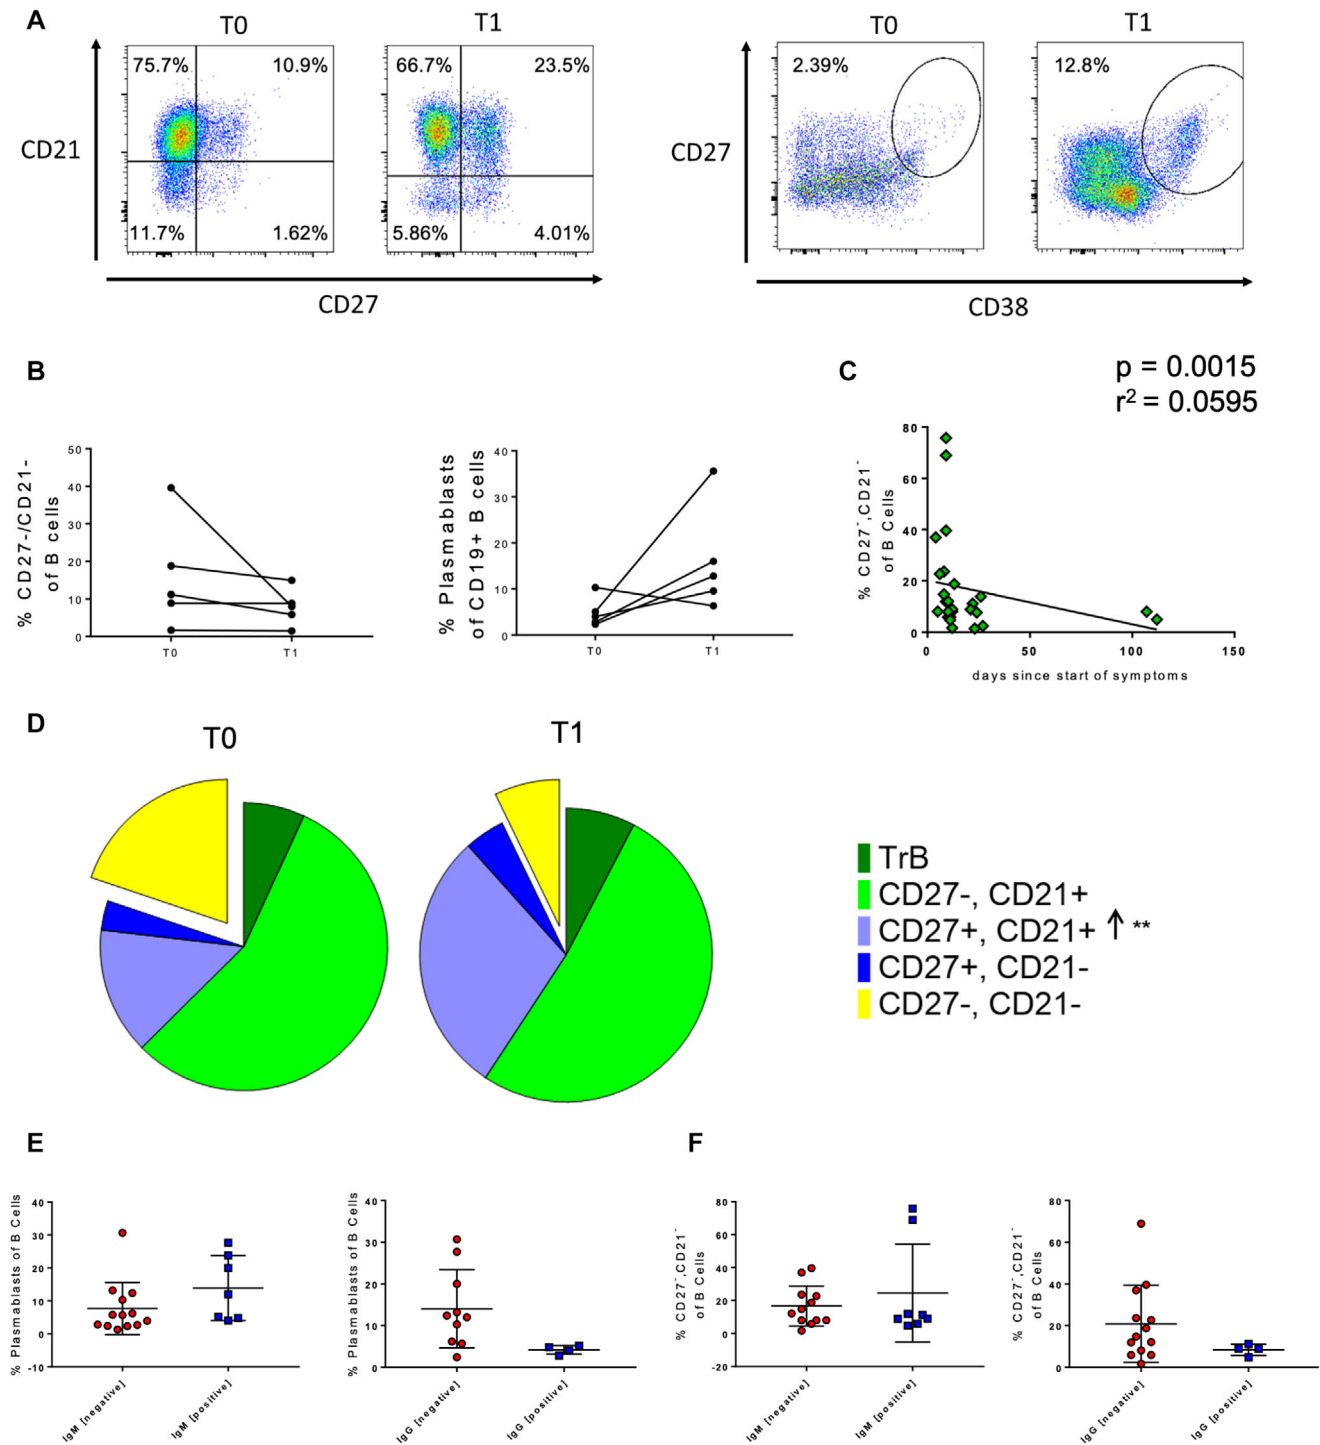 A
T0
T1
T0
T1
75.7%
10.9%
66.7%
23.5%
2.39%
12.8%
CD21
CD27
11.7%
1.62%
5.86%
4.01%
CD27
CD38
B
C
p = 0.0015
r² = 0.0595
% CD27-/CD21-
of B cells
50
40
30
20
10
0
T0
T1
% Plasmablasts
of CD19+ B cells
40
30
20
10
0
T0
T1
% CD27⁻,CD21⁻
of B Cells
80
60
40
20
0
0
50
100
150
days since start of symptoms
D
T0
T1
TrB
CD27-, CD21+
CD27+, CD21+ ↑ **
CD27+, CD21-
CD27-, CD21-
E
F
% Plasmablasts of B Cells
40
30
20
10
0
-10
IgM [negative]
IgM [positive]
% Plasmablasts of B Cells
40
30
20
10
0
IgG [negative]
IgG [positive]
% CD27⁻,CD21⁻
of B Cells
80
60
40
20
0
-20
IgM [negative]
IgM [positive]
% CD27⁻,CD21⁻
of B Cells
80
60
40
20
0
IgG [negative]
IgG [positive]